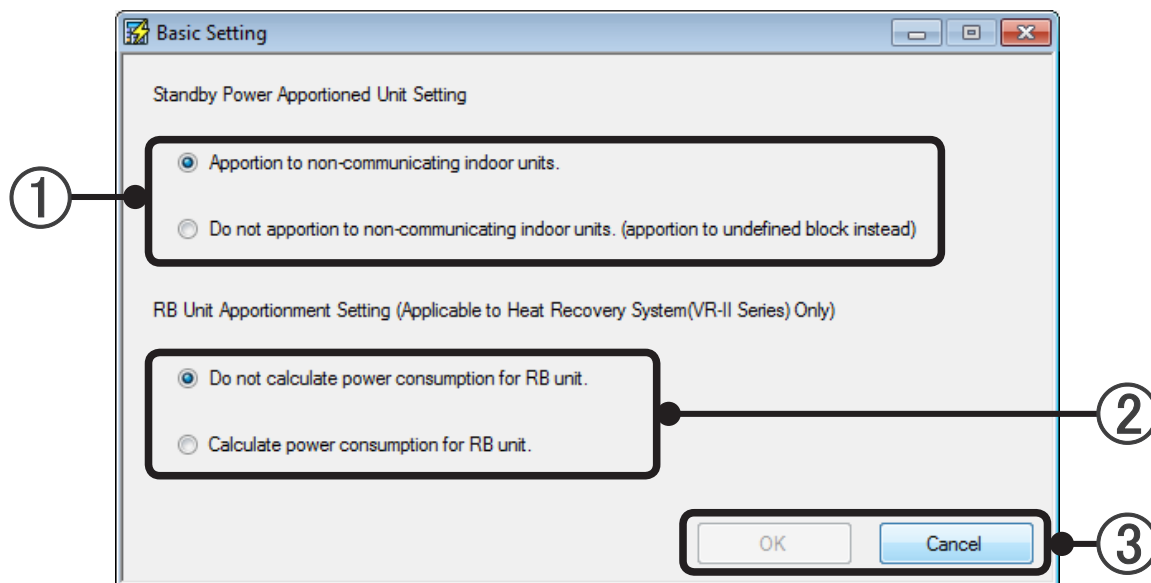 Basic Setting
Standby Power Apportioned Unit Setting
Apportion to non-communicating indoor units.
① 
Do not apportion to non-communicating indoor units. (apportion to undefined block instead)
RB Unit Apportionment Setting (Applicable to Heat Recovery System(VR-II Series) Only)
Do not calculate power consumption for RB unit.
②
Calculate power consumption for RB unit.
OK Cancel
③